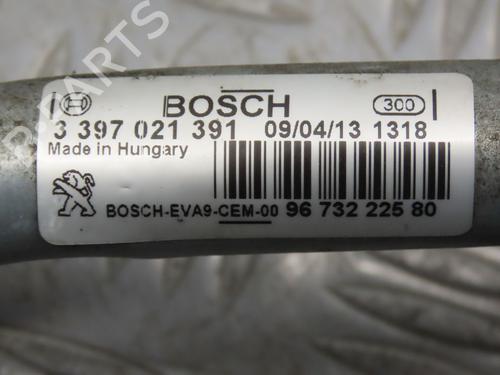 B-PARTS
BOSCH
300
3 397 021 391 09/04/13 1318
Made in Hungary
BOSCH-EVA9-CEM-00 96 732 225 80